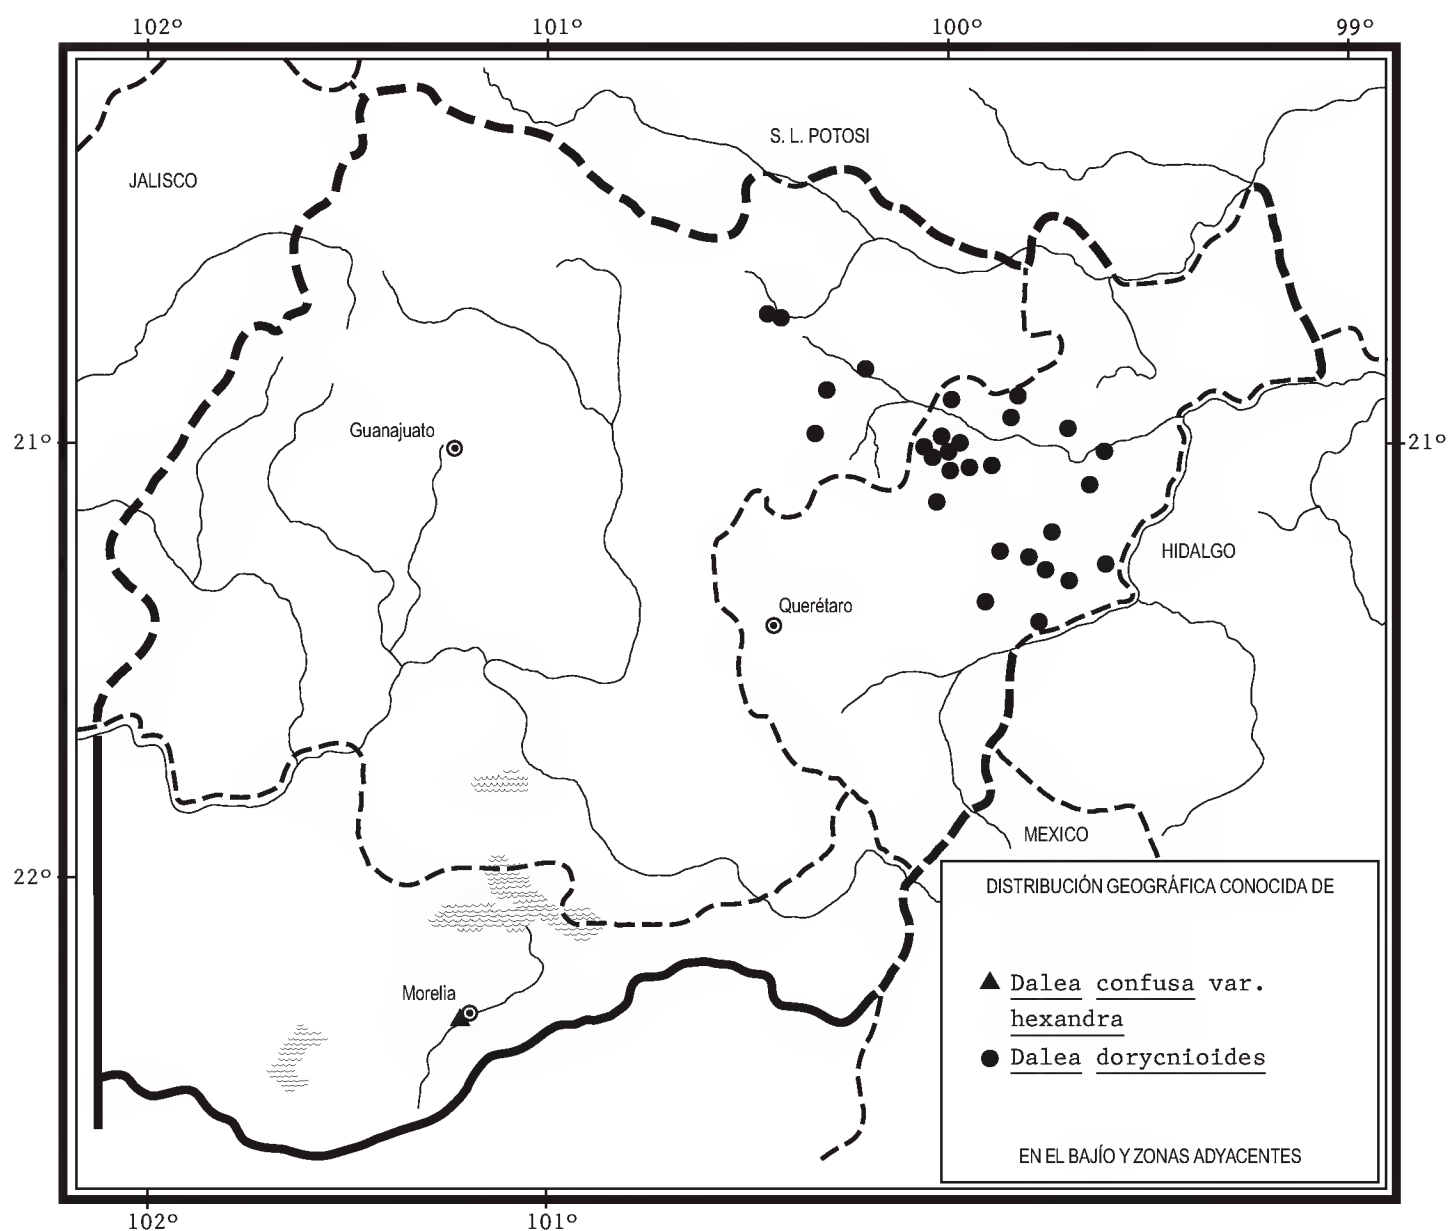 102º 101º 100º 99º
S. L. POTOSI
JALISCO
Guanajuato
21º 21º
HIDALGO
Querétaro
MEXICO
22º
DISTRIBUCIÓN GEOGRÁFICA CONOCIDA DE
Dalea confusa var.
hexandra
Dalea dorycnioides
EN EL BAJÍO Y ZONAS ADYACENTES
Morelia
102º 101º